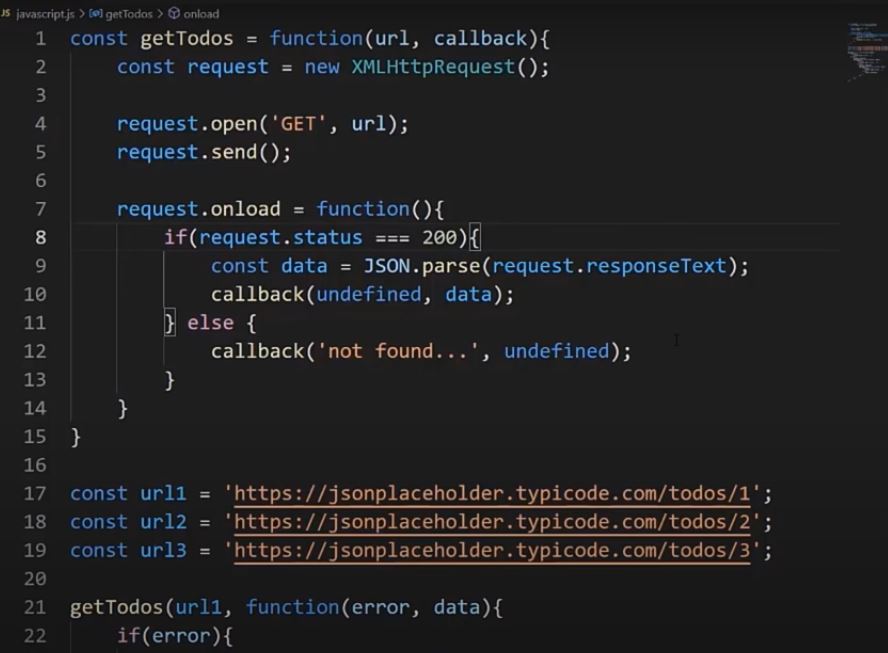 JS javascript.js > getTodos > onload
1 const getTodos = function(url, callback){
2     const request = new XMLHttpRequest();
3
4     request.open('GET', url);
5     request.send();
6
7     request.onload = function(){
8         if(request.status === 200){
9             const data = JSON.parse(request.responseText);
10             callback(undefined, data);
11         } else {
12             callback('not found...', undefined);
13         }
14     }
15 }
16
17 const url1 = 'https://jsonplaceholder.typicode.com/todos/1';
18 const url2 = 'https://jsonplaceholder.typicode.com/todos/2';
19 const url3 = 'https://jsonplaceholder.typicode.com/todos/3';
20
21 getTodos(url1, function(error, data){
22     if(error){